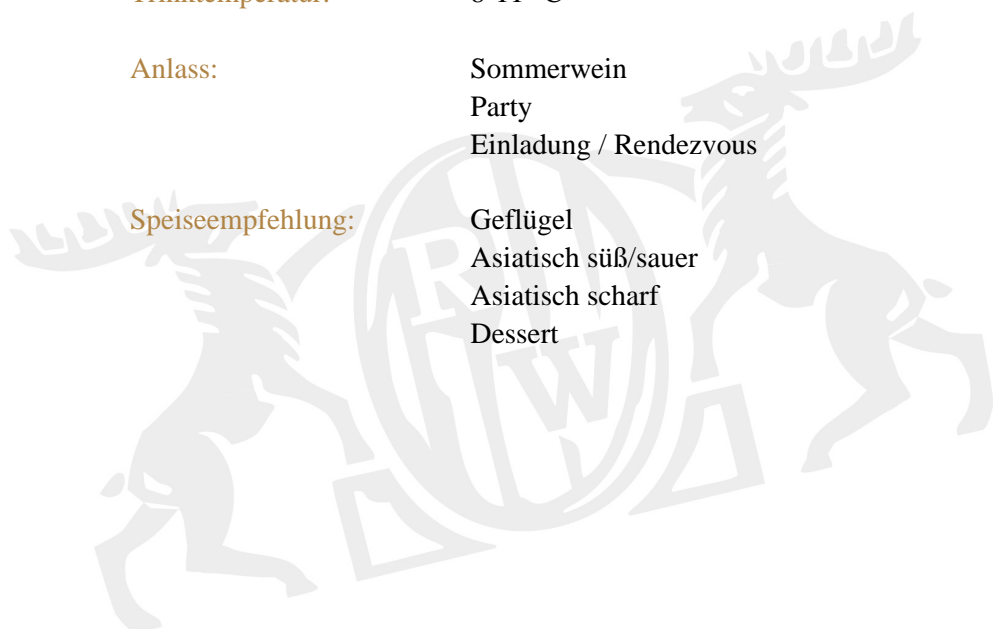 Anlass: Sommerwein
Party
Einladung / Rendezvous
Speiseempfehlung: Geflügel
Asiatisch süß/sauer
Asiatisch scharf
Dessert
R
W